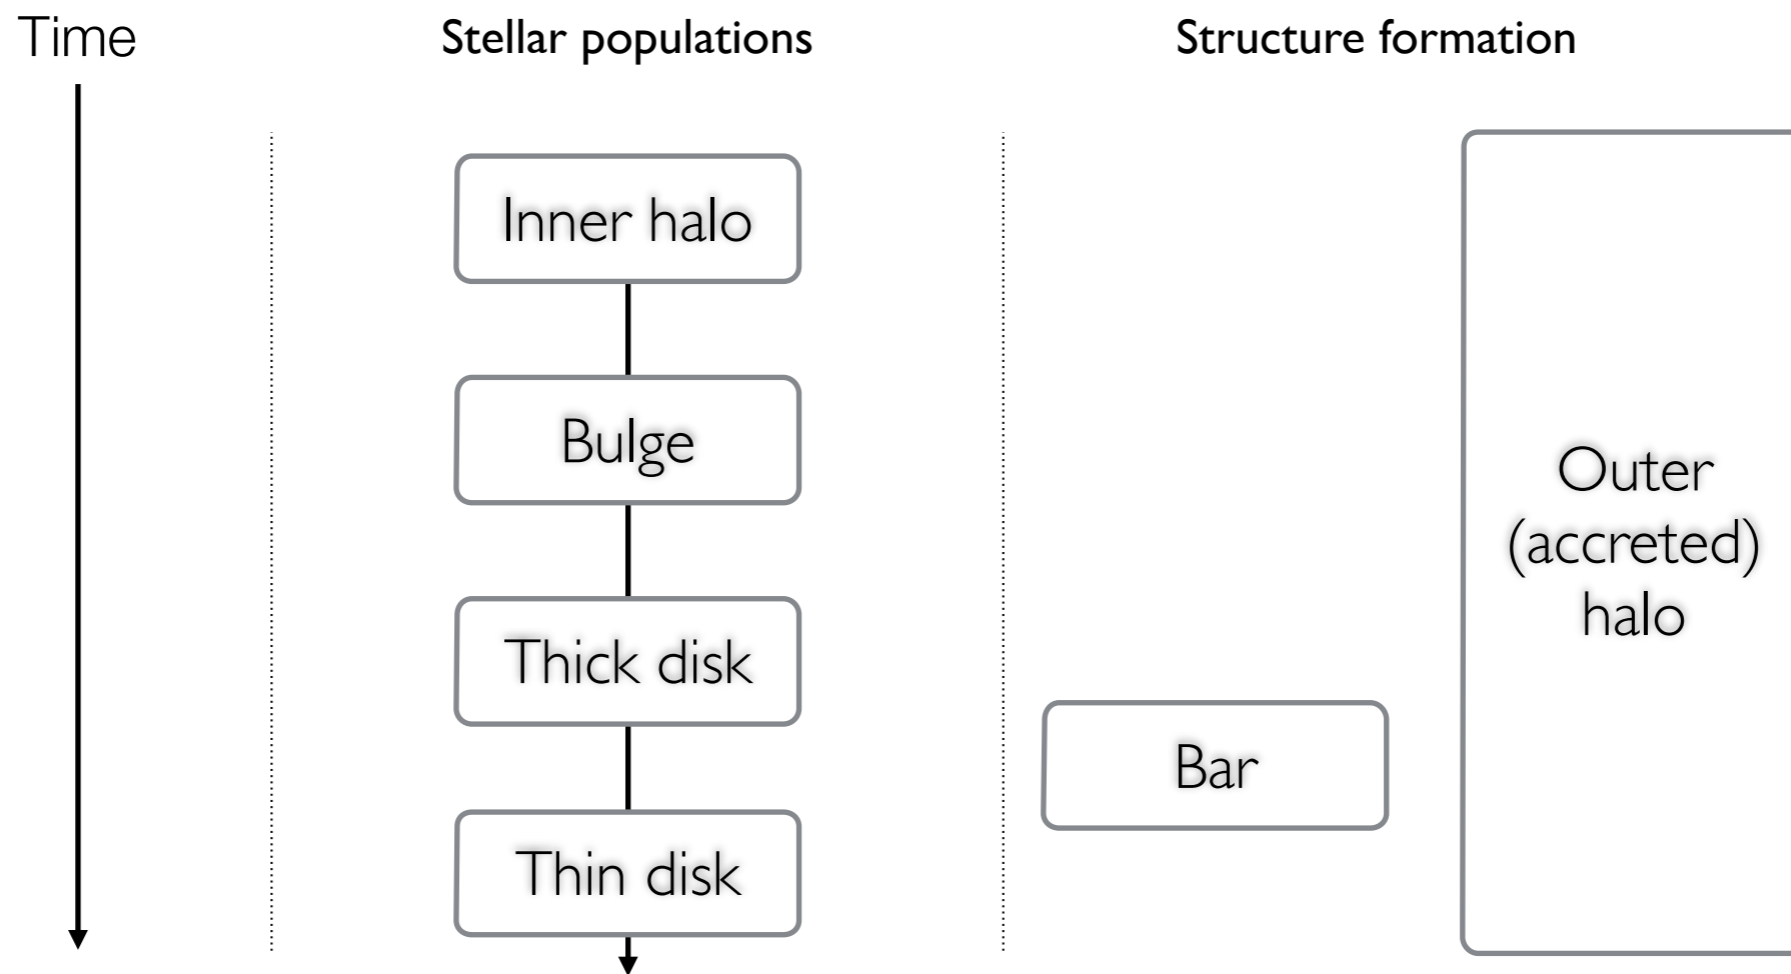 Time
Stellar populations
Structure formation
Inner halo
Bulge
Thick disk
Thin disk
Bar
Outer
(accreted)
halo